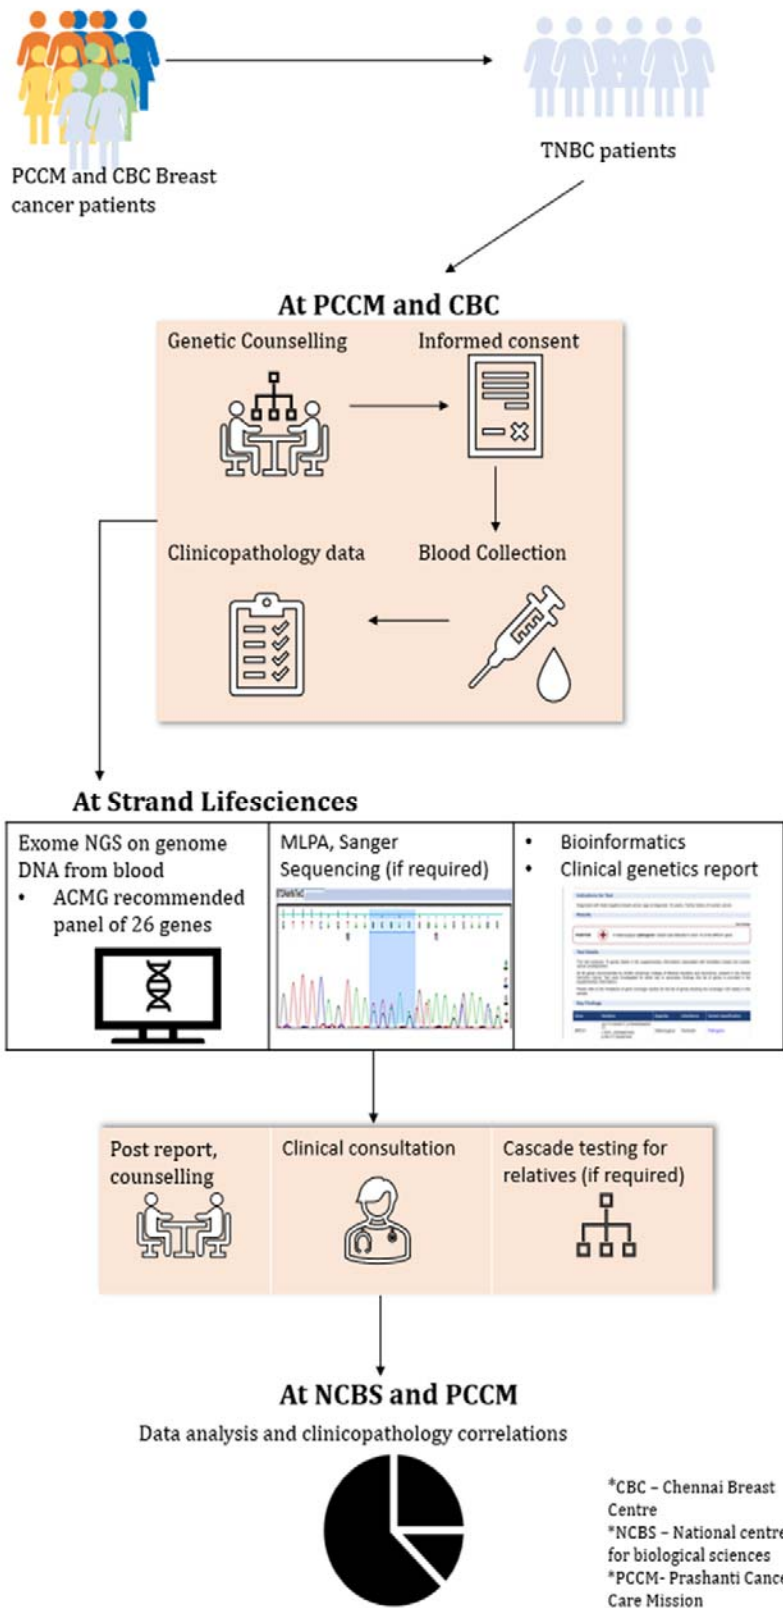 PCCM and CBC Breast
cancer patients
TNBC patients
At PCCM and CBC
Genetic Counselling
Informed consent
Clinicopathology data
Blood Collection
At Strand Lifesciences
Exome NGS on genome
DNA from blood
• ACMG recommended
panel of 26 genes
MLPA, Sanger
Sequencing (if required)
• Bioinformatics
• Clinical genetics report
Post report,
counselling
Clinical consultation
Cascade testing for
relatives (if required)
At NCBS and PCCM
Data analysis and clinicopathology correlations
*CBC – Chennai Breast
Centre
*NCBS – National centre
for biological sciences
*PCCM- Prashanti Cance
Care Mission